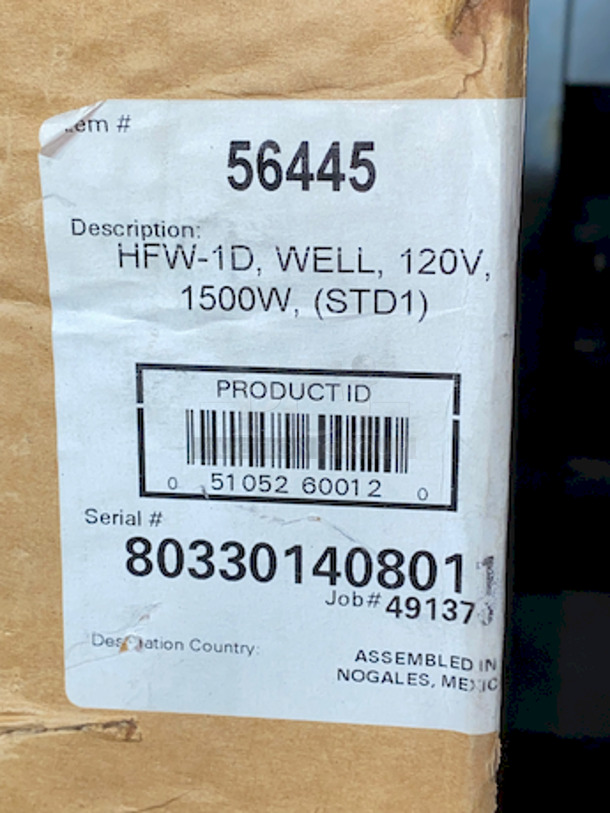 #
56445
Description:
HFW-1D, WELL, 120V,
1500W, (STD1)
PRODUCT ID
0 51052 60012 0
Serial #
80330140801
Job# 49137
Country:
ASSEMBLED IN
NOGALES,